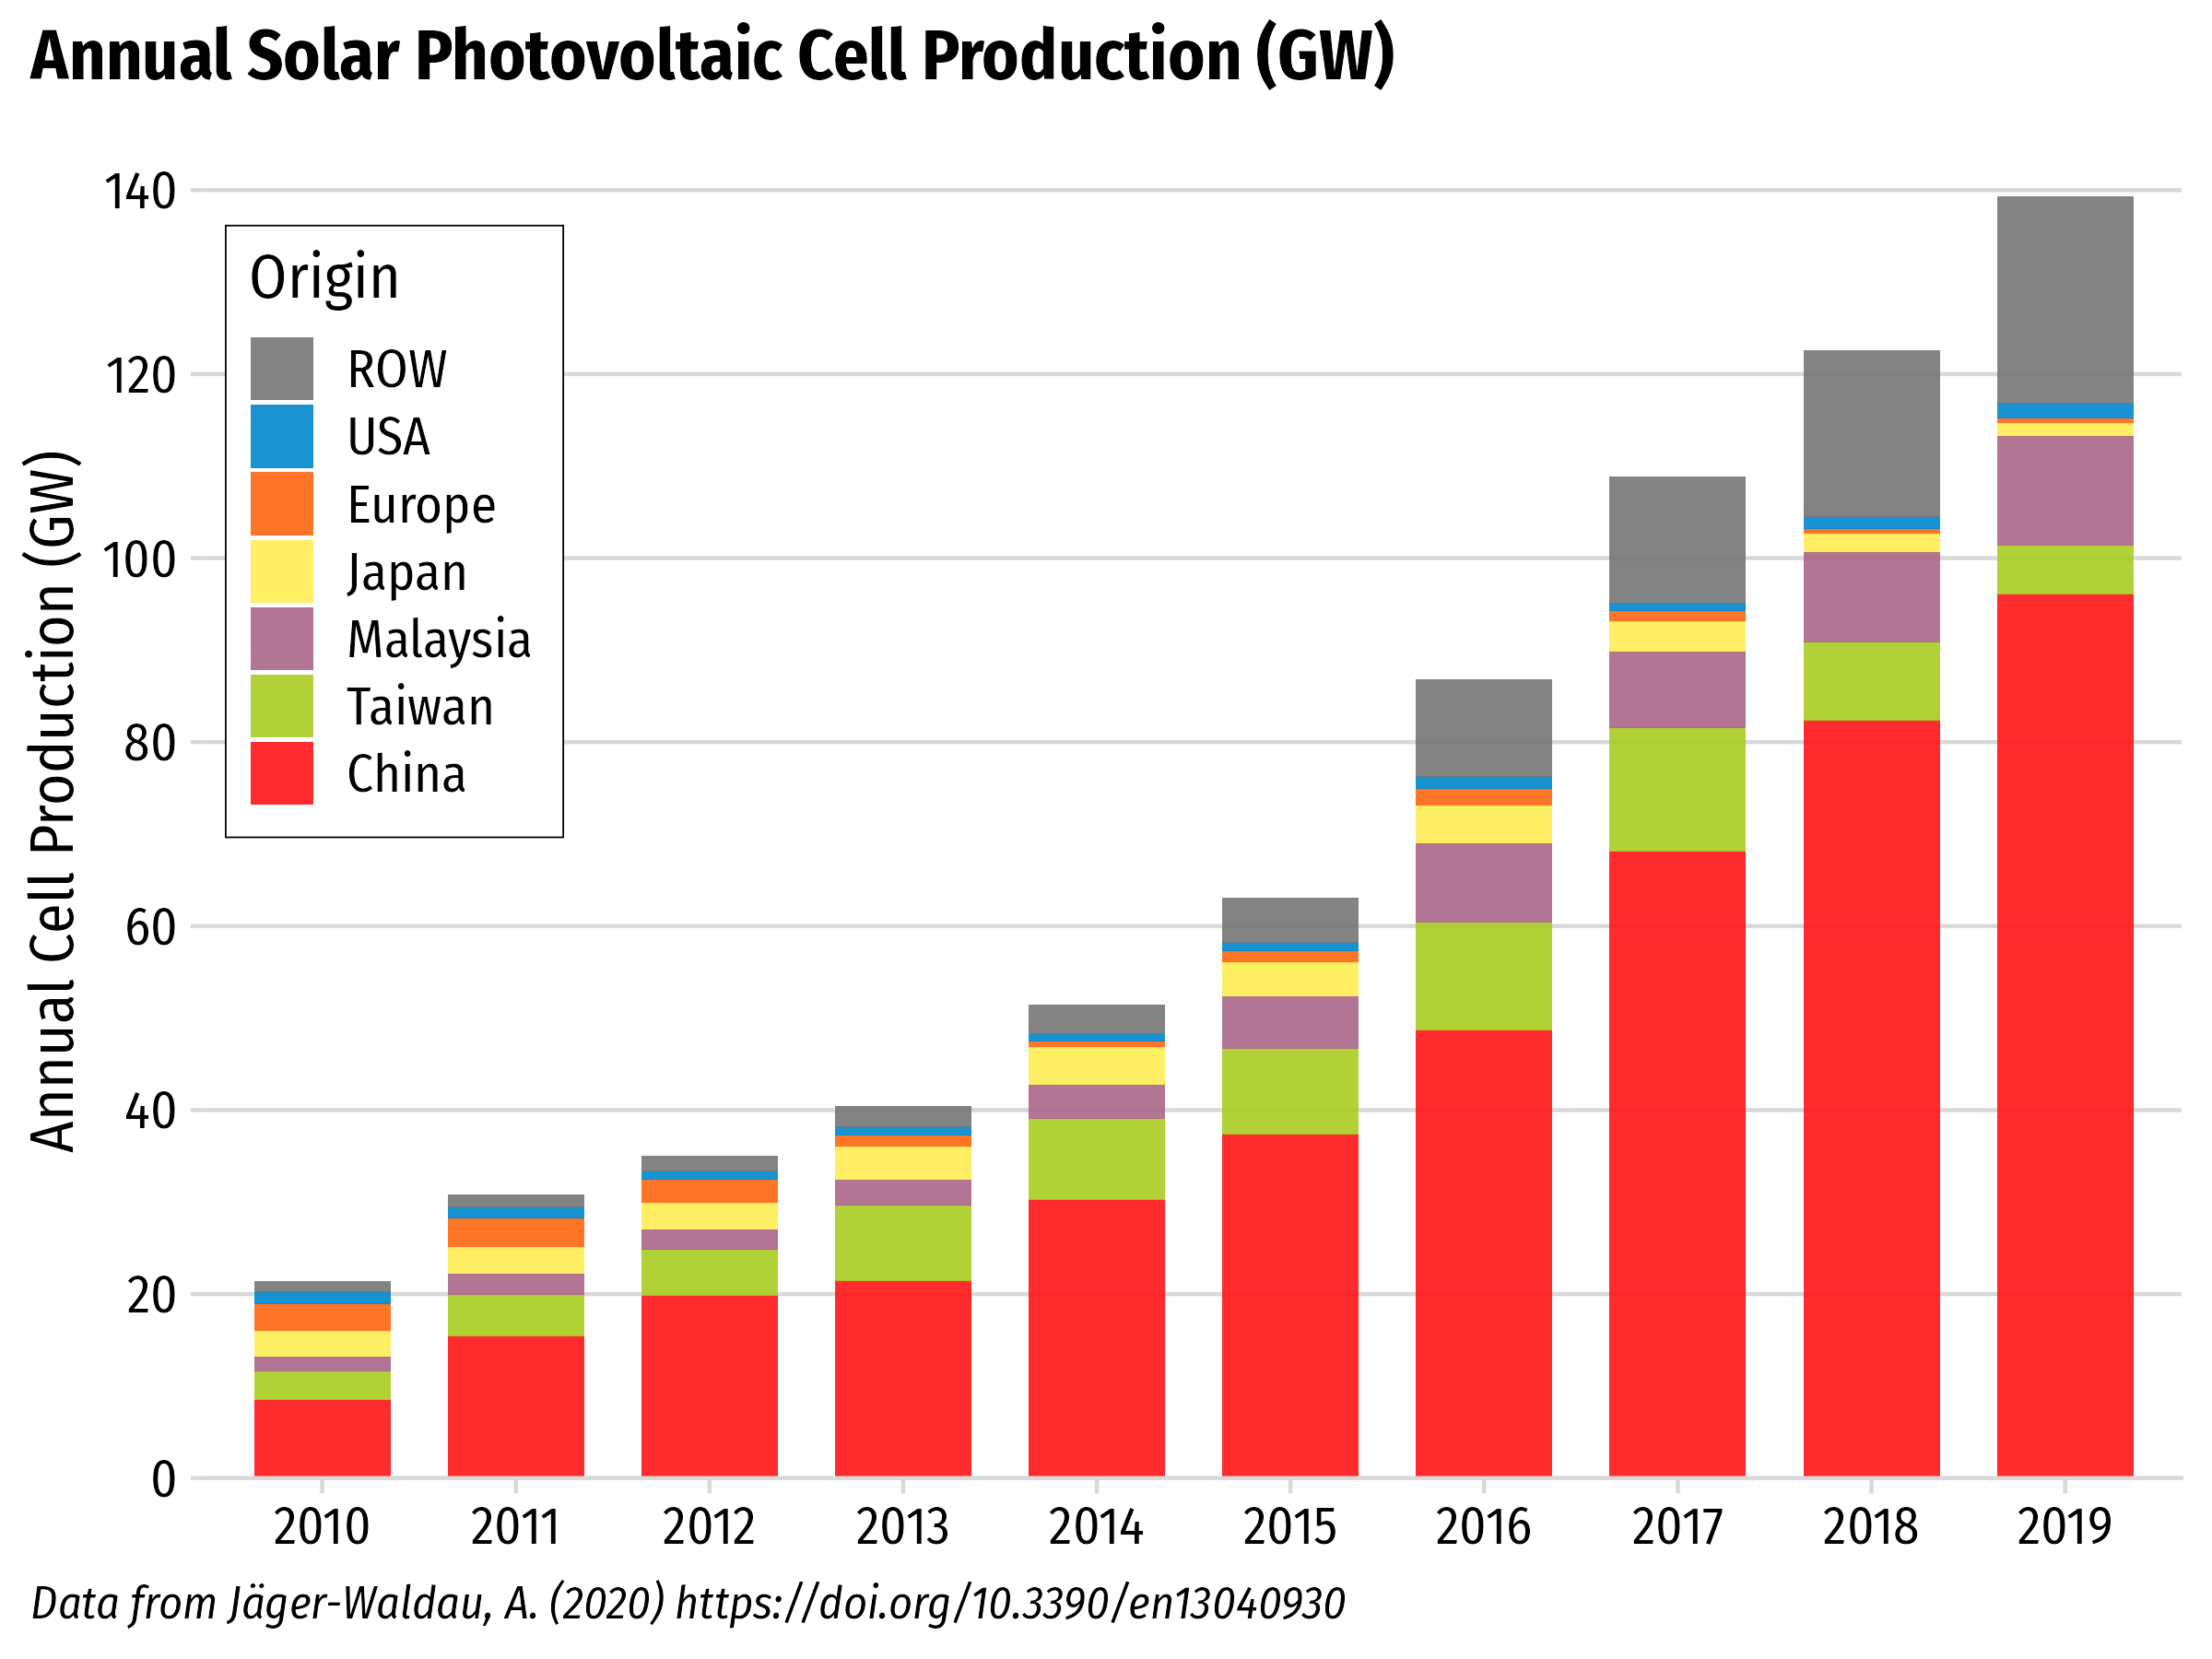 Annual Solar Photovoltaic Cell Production (GW)
Annual Cell Production (GW)
140
120
100
80
60
40
20
0
Origin
ROW
USA
Europe
Japan
Malaysia
Taiwan
China
2010 2011 2012 2013 2014 2015 2016 2017 2018 2019
Data from Jäger-Waldau, A. (2020) https://doi.org/10.3390/en13040930